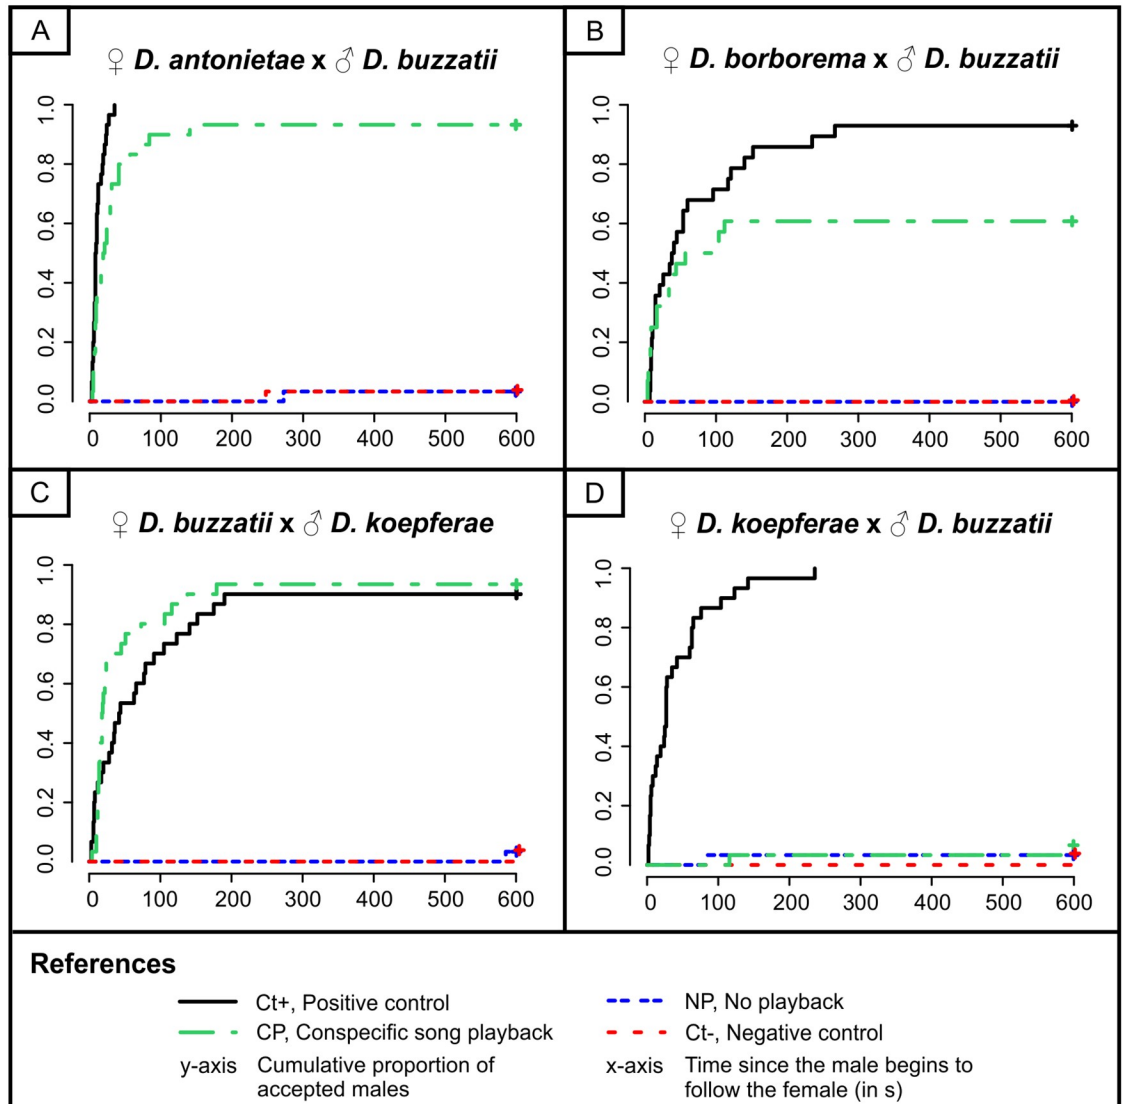 A
♀ D. antonietae x ♂ D. buzzatii
1.0
0.8
0.6
0.4
0.2
0.0
0 100 200 300 400 500 600
B
♀ D. borborema x ♂ D. buzzatii
1.0
0.8
0.6
0.4
0.2
0.0
0 100 200 300 400 500 600
C
♀ D. buzzatii x ♂ D. koepferae
1.0
0.8
0.6
0.4
0.2
0.0
0 100 200 300 400 500 600
D
♀ D. koepferae x ♂ D. buzzatii
1.0
0.8
0.6
0.4
0.2
0.0
0 100 200 300 400 500 600
References
Ct+, Positive control
CP, Conspecific song playback
y-axis Cumulative proportion of
accepted males
NP, No playback
Ct-, Negative control
x-axis Time since the male begins to
follow the female (in s)